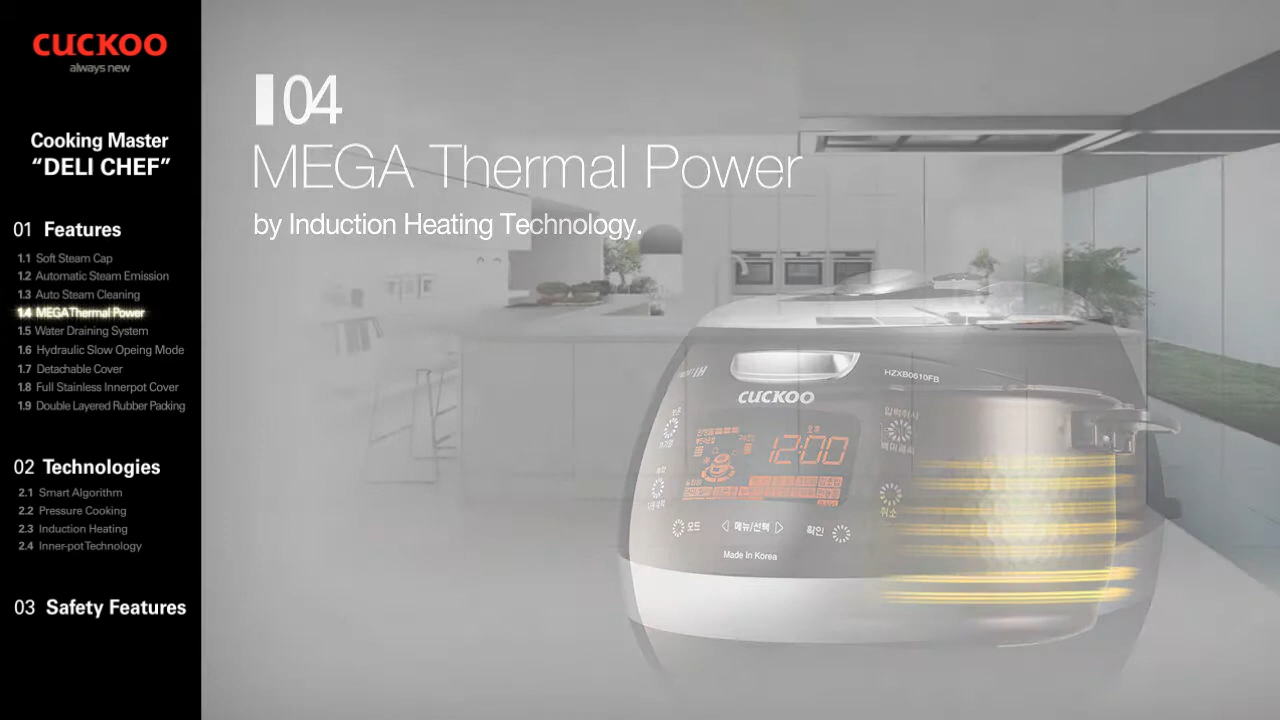 CUCKOO
always new
Cooking Master
“DELI CHEF”
01 Features
1.1 Soft Steam Cap
1.2 Automatic Steam Emission
1.3 Auto Steam Cleaning
1.4 MEGA Thermal Power
1.5 Water Draining System
1.6 Hydraulic Slow Opeing Mode
1.7 Detachable Cover
1.8 Full Stainless Innerpot Cover
1.9 Double Layered Rubber Packing
02 Technologies
2.1 Smart Algorithm
2.2 Pressure Cooking
2.3 Induction Heating
2.4 Inner-pot Technology
03 Safety Features
04
MEGA Thermal Power
by Induction Heating Technology.
IH
HZXB0610FB
CUCKOO
오후
12:00
취소
모드
메뉴/선택
확인
Made In Korea